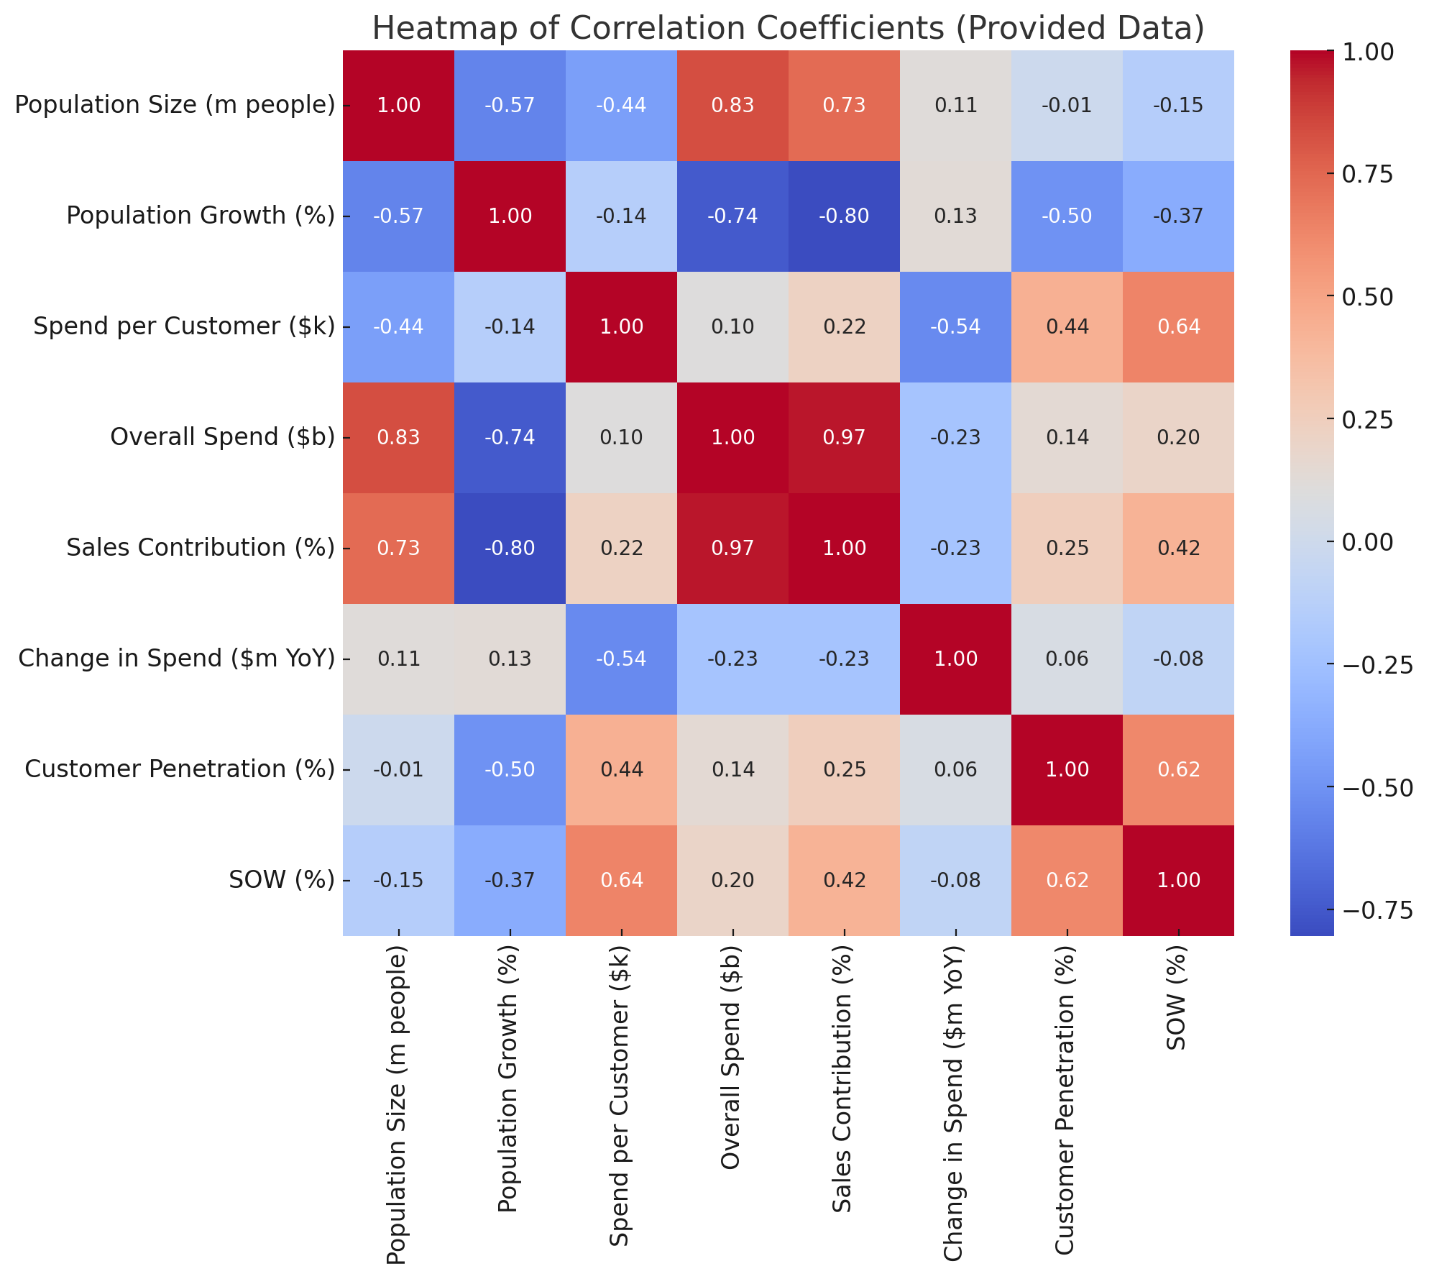 Heatmap of Correlation Coefficients (Provided Data)
Population Size (m people) 1.00 -0.57 -0.44 0.83 0.73 0.11 -0.01 -0.15
Population Growth (%) -0.57 1.00 -0.14 -0.74 -0.80 0.13 -0.50 -0.37
Spend per Customer ($k) -0.44 -0.14 1.00 0.10 0.22 -0.54 0.44 0.64
Overall Spend ($b) 0.83 -0.74 0.10 1.00 0.97 -0.23 0.14 0.20
Sales Contribution (%) 0.73 -0.80 0.22 0.97 1.00 -0.23 0.25 0.42
Change in Spend ($m YoY) 0.11 0.13 -0.54 -0.23 -0.23 1.00 0.06 -0.08
Customer Penetration (%) -0.01 -0.50 0.44 0.14 0.25 0.06 1.00 0.62
SOW (%) -0.15 -0.37 0.64 0.20 0.42 -0.08 0.62 1.00
Population Size (m people)
Population Growth (%)
Spend per Customer ($k)
Overall Spend ($b)
Sales Contribution (%)
Change in Spend ($m YoY)
Customer Penetration (%)
SOW (%)
1.00
0.75
0.50
0.25
0.00
−0.25
−0.50
−0.75